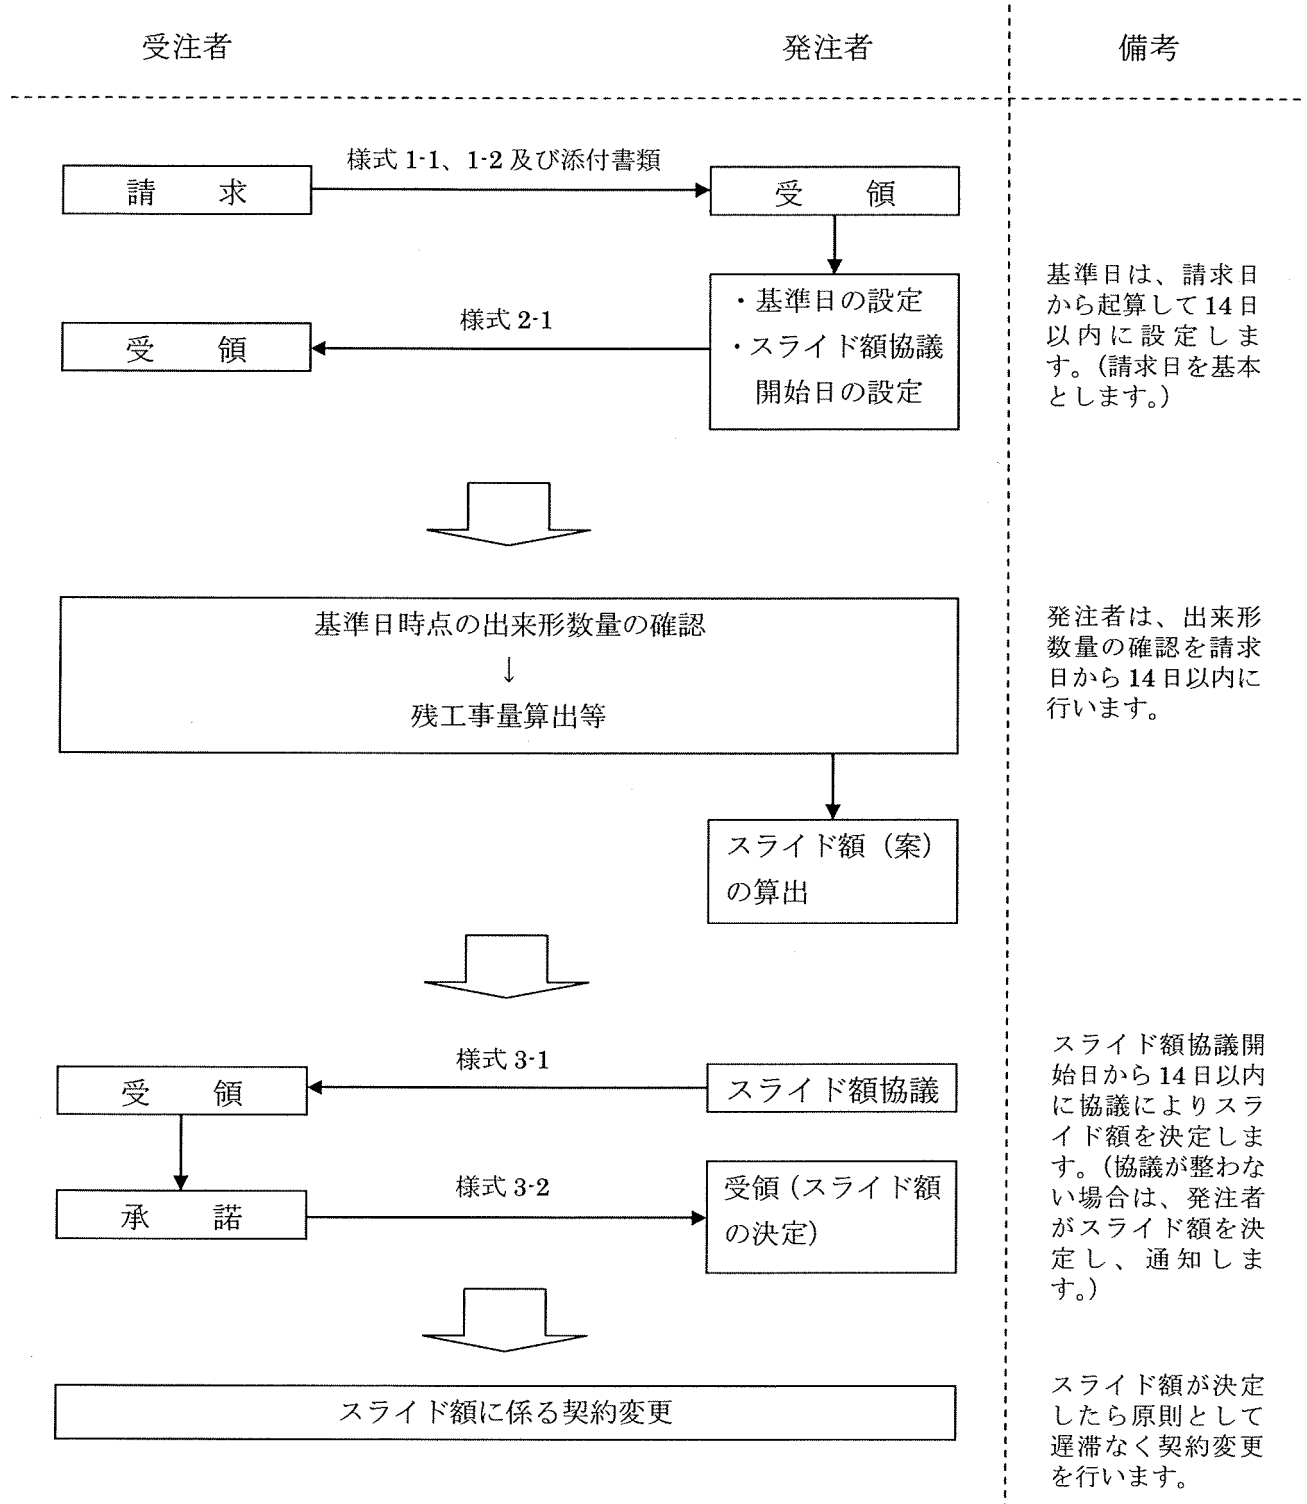 受注者
発注者
備考
様式 1-1、1-2 及び添付書類
請　求
受　領
・基準日の設定
・スライド額協議
開始日の設定
様式 2-1
受　領
基準日は、請求日
から起算して 14 日
以内に設定しま
す。（請求日を基本
とします。）
基準日時点の出来形数量の確認
↓
残工事量算出等
発注者は、出来形
数量の確認を請求
日から 14 日以内に
行います。
スライド額（案）
の算出
様式 3-1
受　領
スライド額協議
様式 3-2
承　諾
受領（スライド額
の決定）
スライド額協議開
始日から 14 日以内
に協議によりスラ
イド額を決定しま
す。（協議が整わな
い場合は、発注者
がスライド額を決
定し、通知しま
す。）
スライド額に係る契約変更
スライド額が決定
したら原則として
遅滞なく契約変更
を行います。